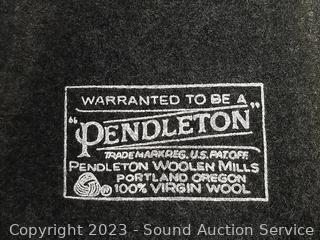 WARRANTED TO BE A
"PENDLETON"
TRADE MARK REG. U.S. PAT. OFF.
PENDLETON WOOLEN MILLS
PORTLAND OREGON
100% VIRGIN WOOL
Copyright 2023 - Sound Auction Service